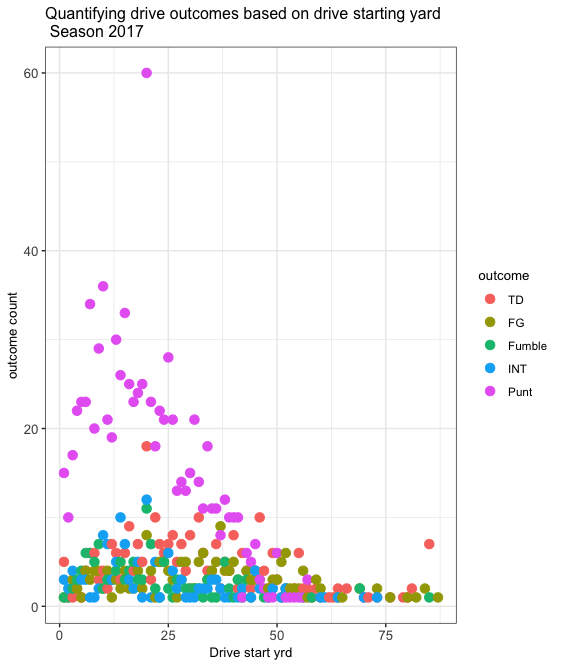 Quantifying drive outcomes based on drive starting yard
Season 2017
60
40
20
0
outcome count
0 25 50 75
Drive start yrd
outcome
TD
FG
Fumble
INT
Punt